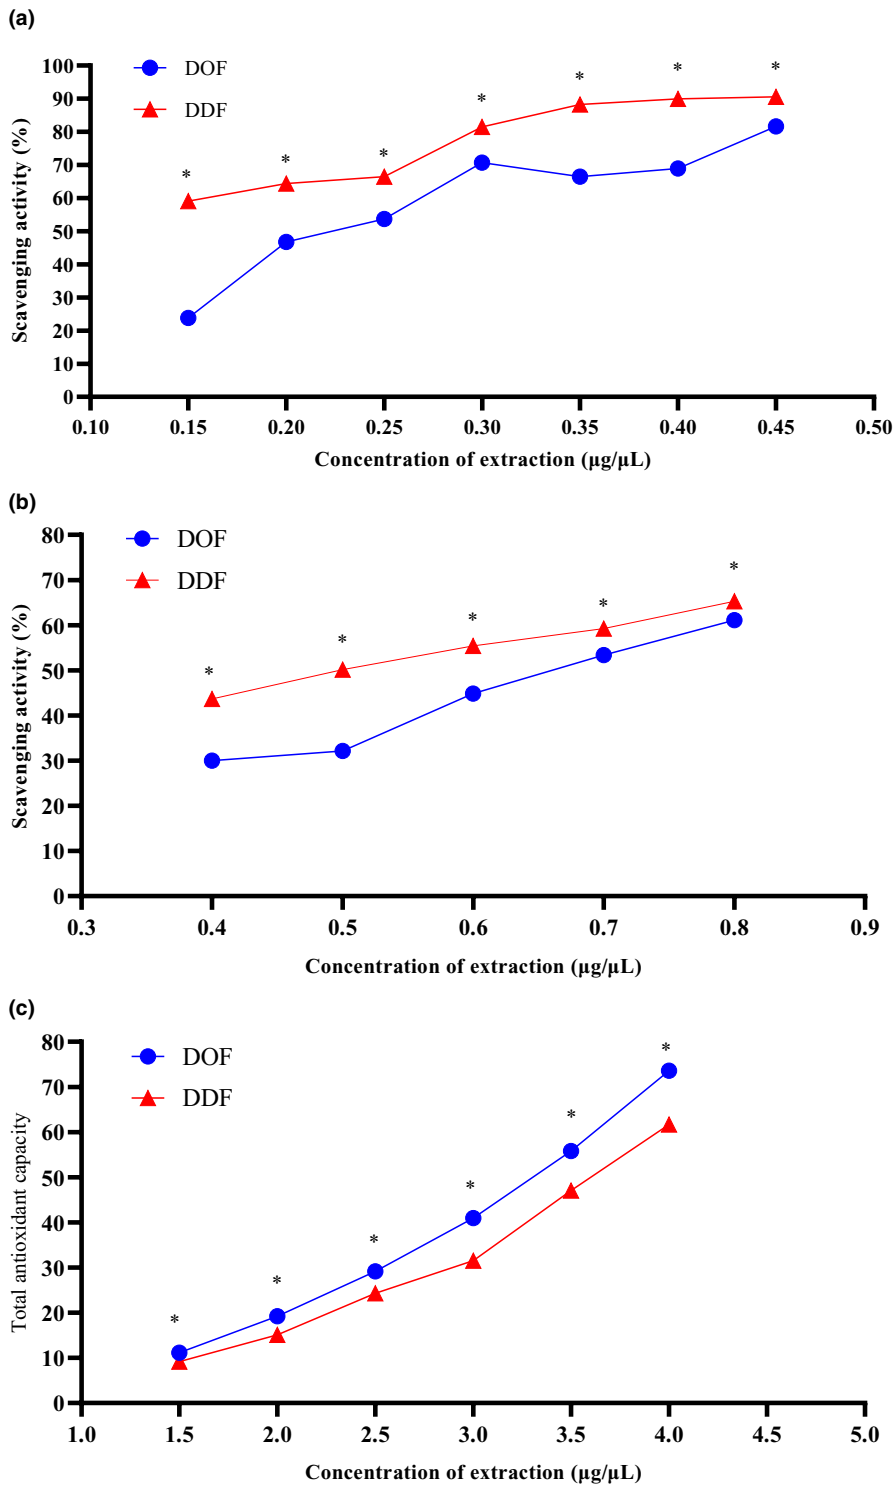 (a)
DOF
DDF
* * * * * * *
100
90
80
70
60
50
40
30
20
10
0
Scavenging activity (%)
0.10 0.15 0.20 0.25 0.30 0.35 0.40 0.45 0.50
Concentration of extraction (µg/µL)
(b)
DOF
DDF
* * * * *
80
70
60
50
40
30
20
10
0
Scavenging activity (%)
0.3 0.4 0.5 0.6 0.7 0.8 0.9
Concentration of extraction (µg/µL)
(c)
DOF
DDF
* * * * * *
80
70
60
50
40
30
20
10
0
Total antioxidant capacity
1.0 1.5 2.0 2.5 3.0 3.5 4.0 4.5 5.0
Concentration of extraction (µg/µL)